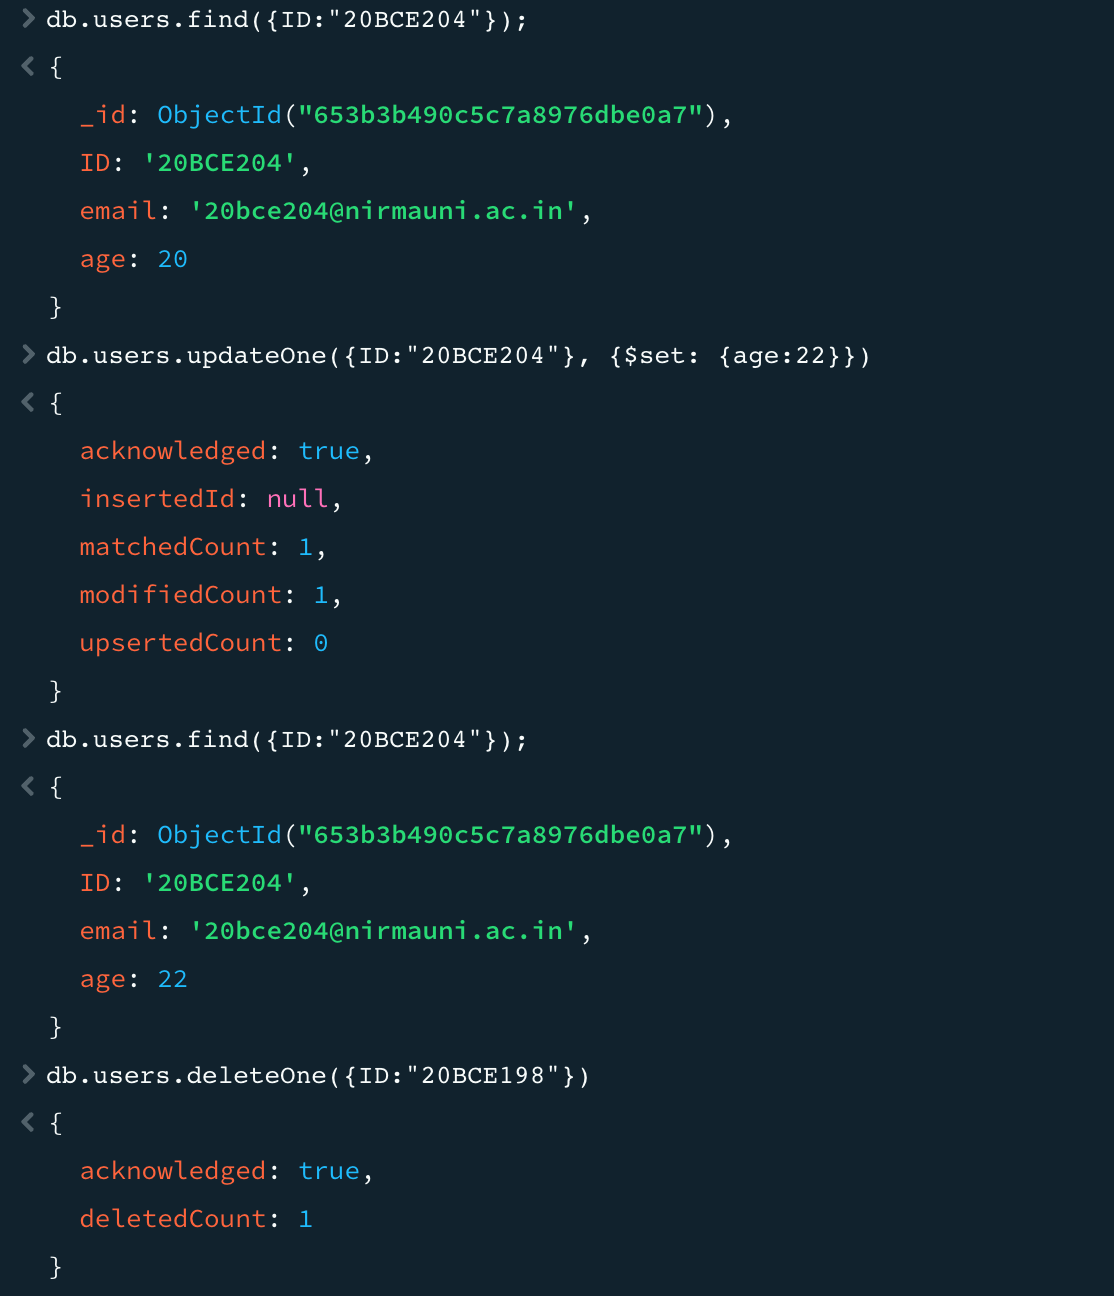 > db.users.find({ID:"20BCE204"});
< {
_id: ObjectId("653b3b490c5c7a8976dbe0a7"),
ID: '20BCE204',
email: '20bce204@nirmauni.ac.in',
age: 20
}
> db.users.updateOne({ID:"20BCE204"}, {$set: {age:22}})
< {
acknowledged: true,
insertedId: null,
matchedCount: 1,
modifiedCount: 1,
upsertedCount: 0
}
> db.users.find({ID:"20BCE204"});
< {
_id: ObjectId("653b3b490c5c7a8976dbe0a7"),
ID: '20BCE204',
email: '20bce204@nirmauni.ac.in',
age: 22
}
> db.users.deleteOne({ID:"20BCE198"})
< {
acknowledged: true,
deletedCount: 1
}